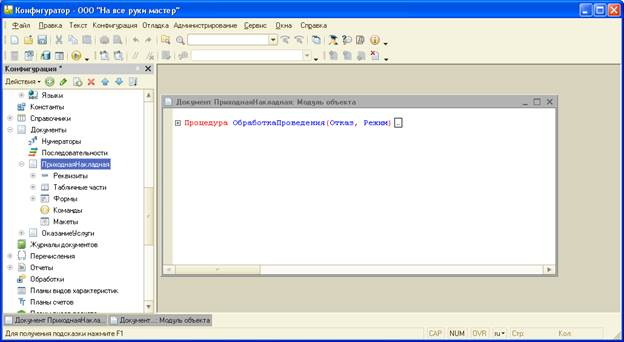 Конфигуратор - ООО "На все руки мастер"
Файл Правка Текст Конфигурация Отладка Администрирование Сервис Окна Справка
Конфигурация *
Действия
Языки
Константы
Справочники
Документы
Нумераторы
Последовательности
ПриходнаяНакладная
Реквизиты
Табличные части
Формы
Команды
Макеты
ОказаниеУслуги
Журналы документов
Перечисления
Отчеты
Обработки
Планы видов характеристик
Планы счетов
Документ ПриходнаяНакладная: Модуль объекта
Процедура ОбработкаПроведения(Отказ, Режим) ...
Документ ПриходнаяНакла... Документ...: Модуль объекта
Для получения подсказки нажмите F1 CAP NUM OVR ru Стр: Кол: